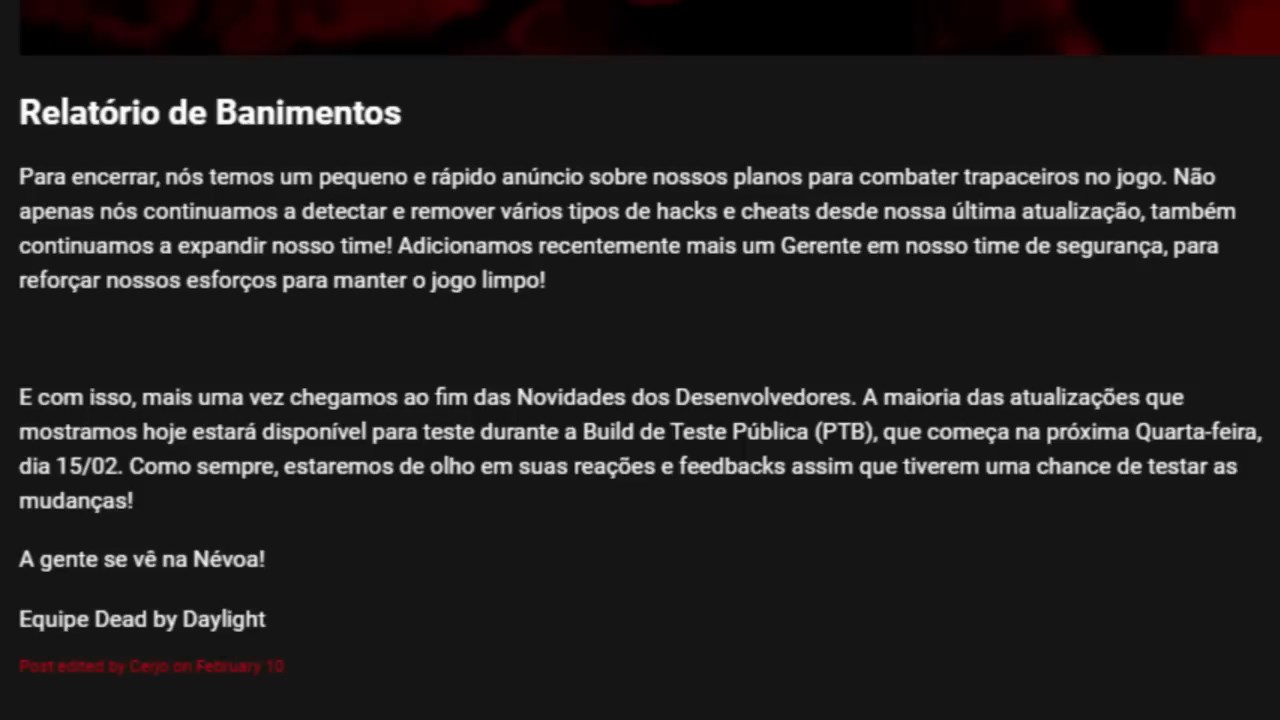 Relatório de Banimentos
Para encerrar, nós temos um pequeno e rápido anúncio sobre nossos planos para combater trapaceiros no jogo. Não
apenas nós continuamos a detectar e remover vários tipos de hacks e cheats desde nossa última atualização, também
continuamos a expandir nosso time! Adicionamos recentemente mais um Gerente em nosso time de segurança, para
reforçar nossos esforços para manter o jogo limpo!
E com isso, mais uma vez chegamos ao fim das Novidades dos Desenvolvedores. A maioria das atualizações que
mostramos hoje estará disponível para teste durante a Build de Teste Pública (PTB), que começa na próxima Quarta-feira,
dia 15/02. Como sempre, estaremos de olho em suas reações e feedbacks assim que tiverem uma chance de testar as
mudanças!
A gente se vê na Névoa!
Equipe Dead by Daylight
Post edited by Cerjo on February 10